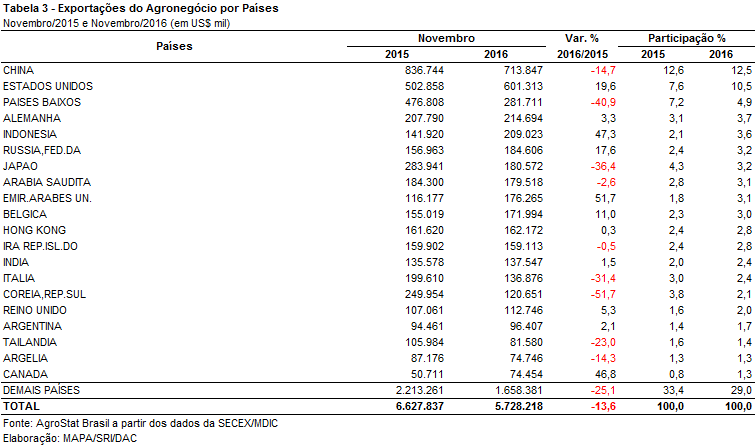 Tabela 3 - Exportações do Agronegócio por Países
Novembro/2015 e Novembro/2016 (em US$ mil)
Países Novembro Var. % Participação %
2015 2016 2016/2015 2015 2016
CHINA 836.744 713.847 -14,7 12,6 12,5
ESTADOS UNIDOS 502.858 601.313 19,6 7,6 10,5
PAISES BAIXOS 476.808 281.711 -40,9 7,2 4,9
ALEMANHA 207.790 214.694 3,3 3,1 3,7
INDONESIA 141.920 209.023 47,3 2,1 3,6
RUSSIA,FED.DA 156.963 184.606 17,6 2,4 3,2
JAPAO 283.941 180.572 -36,4 4,3 3,2
ARABIA SAUDITA 184.300 179.518 -2,6 2,8 3,1
EMIR.ARABES UN. 116.177 176.265 51,7 1,8 3,1
BELGICA 155.019 171.994 11,0 2,3 3,0
HONG KONG 161.620 162.172 0,3 2,4 2,8
IRA REP.ISL.DO 159.902 159.113 -0,5 2,4 2,8
INDIA 135.578 137.547 1,5 2,0 2,4
ITALIA 199.610 136.876 -31,4 3,0 2,4
COREIA,REP.SUL 249.954 120.651 -51,7 3,8 2,1
REINO UNIDO 107.061 112.746 5,3 1,6 2,0
ARGENTINA 94.461 96.407 2,1 1,4 1,7
TAILANDIA 105.984 81.580 -23,0 1,6 1,4
ARGELIA 87.176 74.746 -14,3 1,3 1,3
CANADA 50.711 74.454 46,8 0,8 1,3
DEMAIS PAÍSES 2.213.261 1.658.381 -25,1 33,4 29,0
TOTAL 6.627.837 5.728.218 -13,6 100,0 100,0
Fonte: AgroStat Brasil a partir dos dados da SECEX/MDIC
Elaboração: MAPA/SRI/DAC